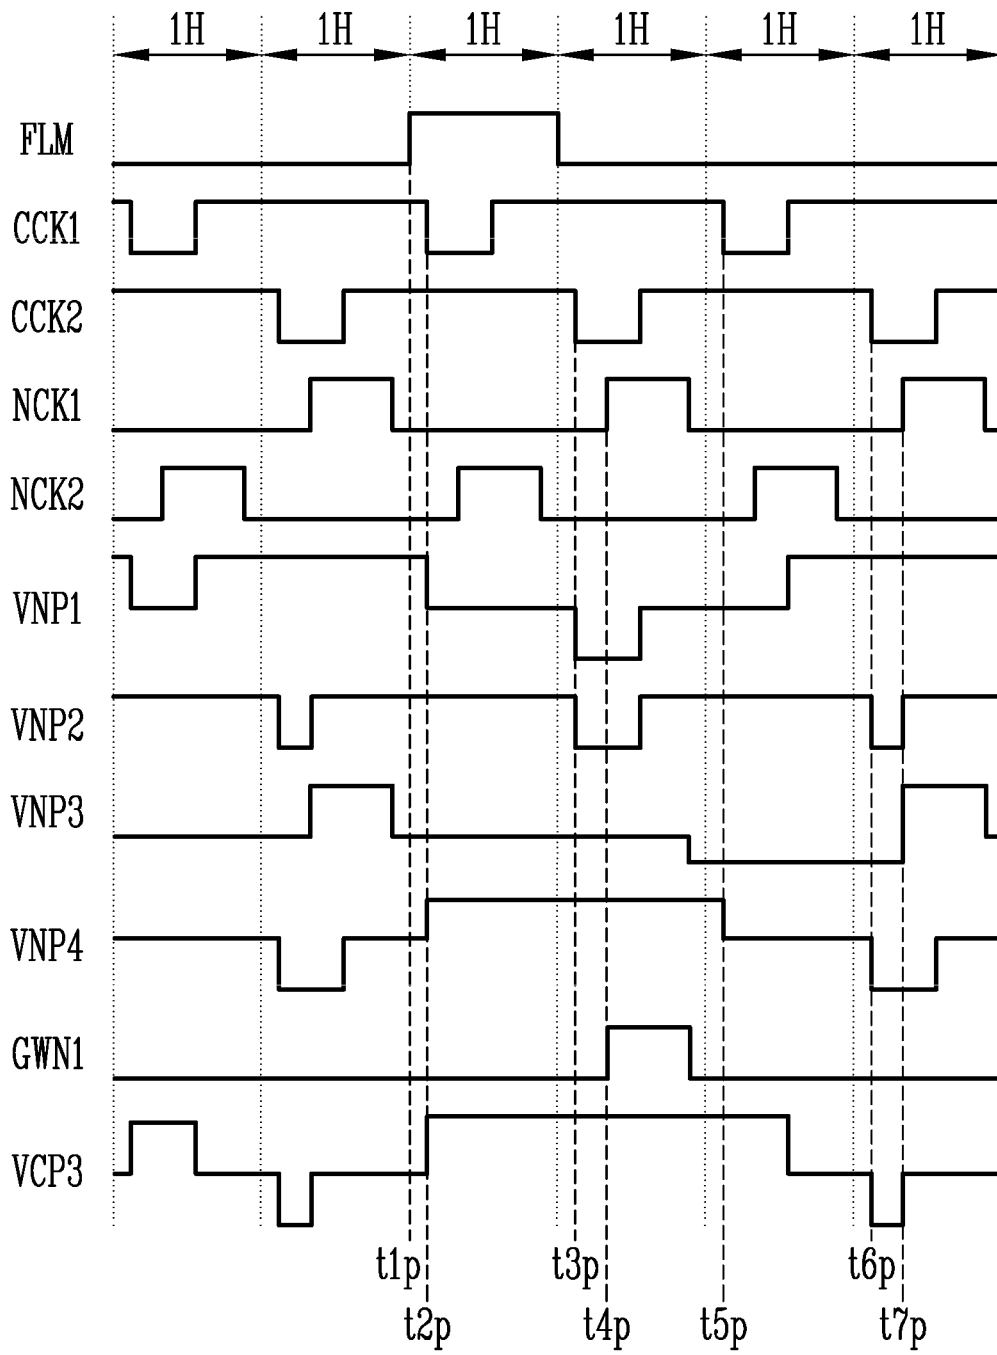 1H 1H 1H 1H 1H 1H
FLM
CCK1
CCK2
NCK1
NCK2
VNP1
VNP2
VNP3
VNP4
GWN1
VCP3
t1p t3p t6p
t2p t4p t5p t7p